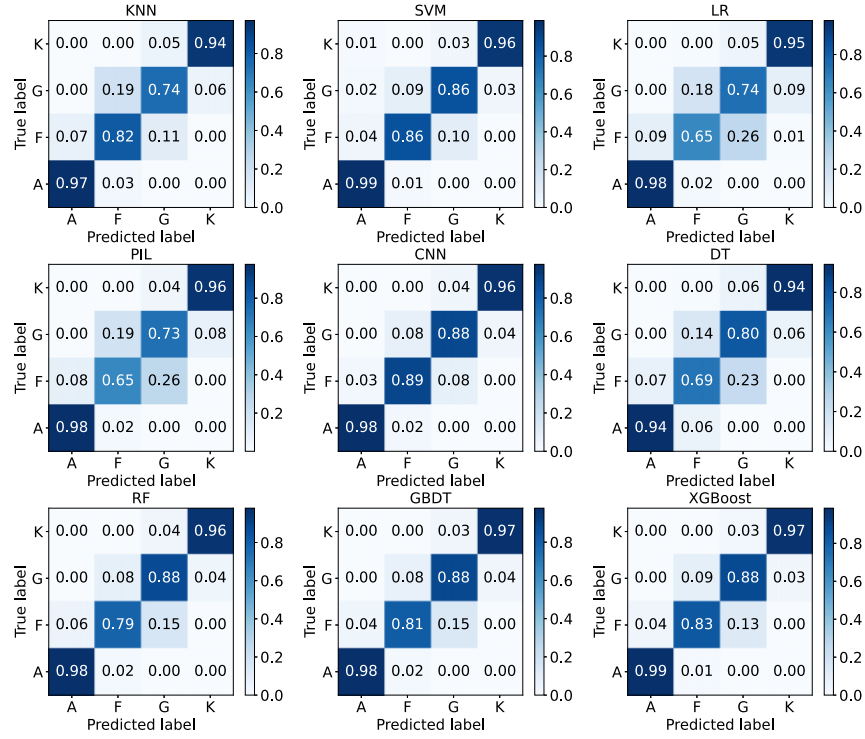 KNN SVM LR
K 0.00 0.00 0.05 0.94 0.8 K 0.01 0.00 0.03 0.96 0.8 K 0.00 0.00 0.05 0.95 0.8
G 0.00 0.19 0.74 0.06 0.6 G 0.02 0.09 0.86 0.03 0.6 G 0.00 0.18 0.74 0.09 0.6
True label True label True label
0.4 0.4 0.4
F 0.07 0.82 0.11 0.00 F 0.04 0.86 0.10 0.00 F 0.09 0.65 0.26 0.01
0.2 0.2 0.2
A 0.97 0.03 0.00 0.00 A 0.99 0.01 0.00 0.00 A 0.98 0.02 0.00 0.00
0.0 0.0 0.0
A F G K A F G K A F G K
Predicted label Predicted label Predicted label
PIL CNN DT
K 0.00 0.00 0.04 0.96 0.8 K 0.00 0.00 0.04 0.96 0.8 K 0.00 0.00 0.06 0.94 0.8
G 0.00 0.19 0.73 0.08 0.6 G 0.00 0.08 0.88 0.04 0.6 G 0.00 0.14 0.80 0.06 0.6
True label True label True label
0.4 0.4 0.4
F 0.08 0.65 0.26 0.00 F 0.03 0.89 0.08 0.00 F 0.07 0.69 0.23 0.00
0.2 0.2 0.2
A 0.98 0.02 0.00 0.00 A 0.98 0.02 0.00 0.00 A 0.94 0.06 0.00 0.00
0.0 0.0
A F G K A F G K A F G K
Predicted label Predicted label Predicted label
RF GBDT XGBoost
K 0.00 0.00 0.04 0.96 0.8 K 0.00 0.00 0.03 0.97 0.8 K 0.00 0.00 0.03 0.97 0.8
G 0.00 0.08 0.88 0.04 0.6 G 0.00 0.08 0.88 0.04 0.6 G 0.00 0.09 0.88 0.03 0.6
True label True label True label
0.4 0.4 0.4
F 0.06 0.79 0.15 0.00 F 0.04 0.81 0.15 0.00 F 0.04 0.83 0.13 0.00
0.2 0.2 0.2
A 0.98 0.02 0.00 0.00 A 0.98 0.02 0.00 0.00 A 0.99 0.01 0.00 0.00
0.0 0.0 0.0
A F G K A F G K A F G K
Predicted label Predicted label Predicted label